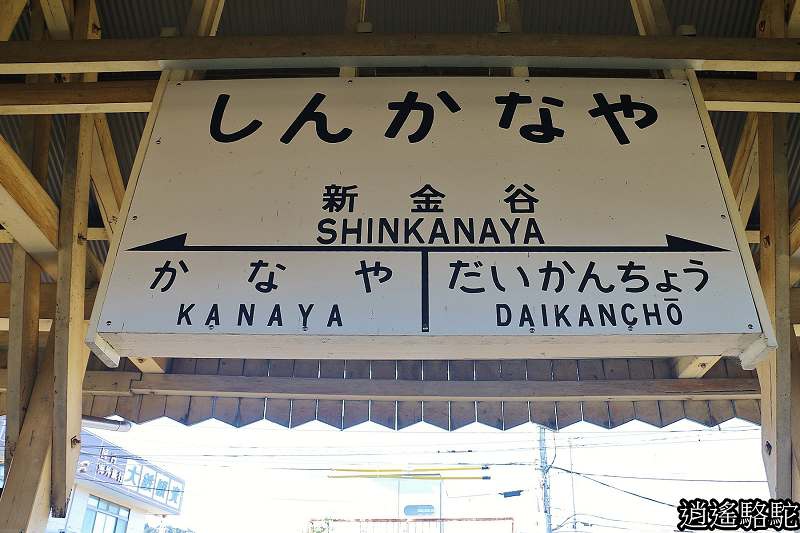 しんかなや
新金谷
SHINKANAYA
かなや だいかんちょう
KANAYA DAIKANCHŌ
逍遙駱駝